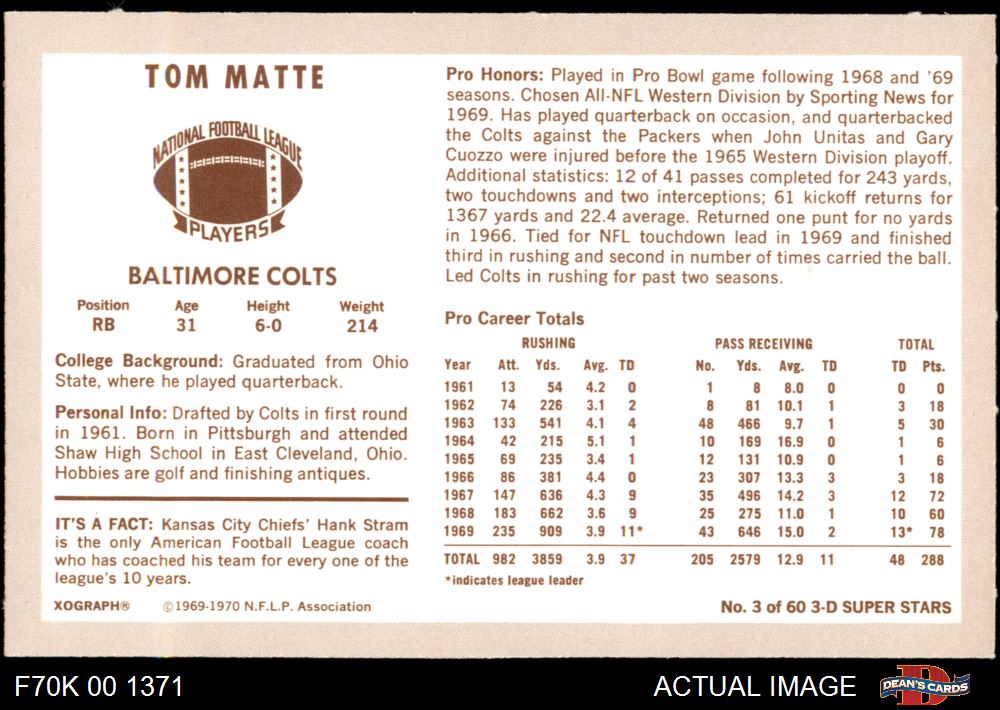 TOM MATTE
NATIONAL FOOTBALL LEAGUE
PLAYERS
BALTIMORE COLTS
Position Age Height Weight
RB 31 6-0 214
College Background: Graduated from Ohio
State, where he played quarterback.
Personal Info: Drafted by Colts in first round
in 1961. Born in Pittsburgh and attended
Shaw High School in East Cleveland, Ohio.
Hobbies are golf and finishing antiques.
IT'S A FACT: Kansas City Chiefs' Hank Stram
is the only American Football League coach
who has coached his team for every one of the
league's 10 years.
XOGRAPH® ©1969-1970 N.F.L.P. Association
Pro Honors: Played in Pro Bowl game following 1968 and '69
seasons. Chosen All-NFL Western Division by Sporting News for
1969. Has played quarterback on occasion, and quarterbacked
the Colts against the Packers when John Unitas and Gary
Cuozzo were injured before the 1965 Western Division playoff.
Additional statistics: 12 of 41 passes completed for 243 yards,
two touchdowns and two interceptions; 61 kickoff returns for
1367 yards and 22.4 average. Returned one punt for no yards
in 1966. Tied for NFL touchdown lead in 1969 and finished
third in rushing and second in number of times carried the ball.
Led Colts in rushing for past two seasons.
Pro Career Totals
RUSHING PASS RECEIVING TOTAL
Year Att. Yds. Avg. TD No. Yds. Avg. TD TD Pts.
1961 13 54 4.2 0 1 8 8.0 0 0 0
1962 74 226 3.1 2 8 81 10.1 1 3 18
1963 133 541 4.1 4 48 466 9.7 1 5 30
1964 42 215 5.1 1 10 169 16.9 0 1 6
1965 69 235 3.4 1 12 131 10.9 0 1 6
1966 86 381 4.4 0 23 307 13.3 3 3 18
1967 147 636 4.3 9 35 496 14.2 3 12 72
1968 183 662 3.6 9 25 275 11.0 1 10 60
1969 235 909 3.9 11* 43 646 15.0 2 13* 78
TOTAL 982 3859 3.9 37 205 2579 12.9 11 48 288
*indicates league leader
No. 3 of 60 3-D SUPER STARS
F70K 00 1371
ACTUAL IMAGE
DEAN'S CARDS